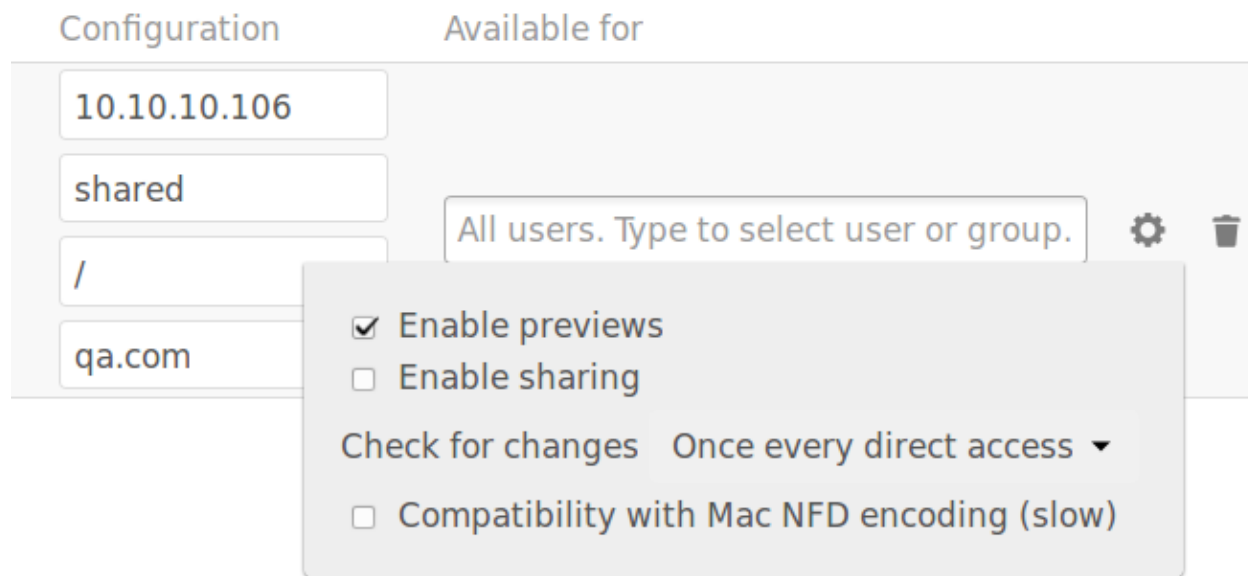 Configuration Available for
10.10.10.106
shared
All users. Type to select user or group.
/
Enable previews
qa.com
Enable sharing
Check for changes Once every direct access
Compatibility with Mac NFD encoding (slow)